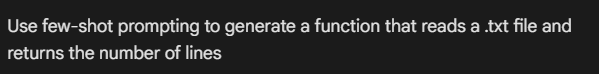 Use few-shot prompting to generate a function that reads a .txt file and
returns the number of lines